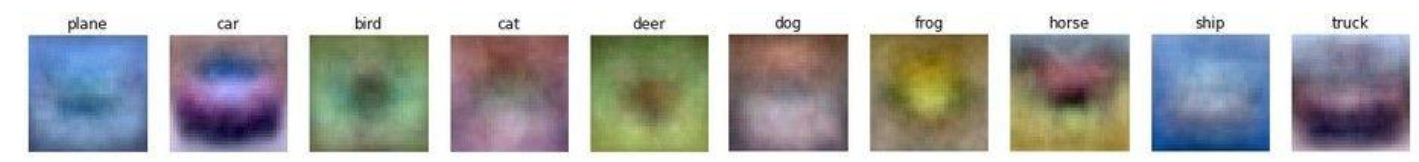 plane car bird cat deer dog frog horse ship truck